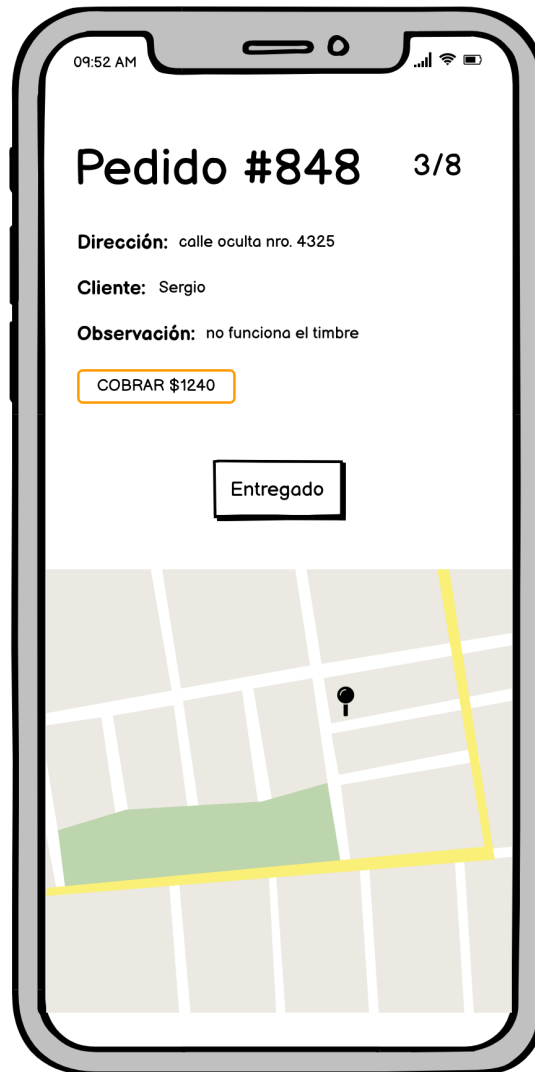 09:52 AM
Pedido #848 3/8
Dirección: calle oculta nro. 4325
Cliente: Sergio
Observación: no funciona el timbre
COBRAR $1240
Entregado